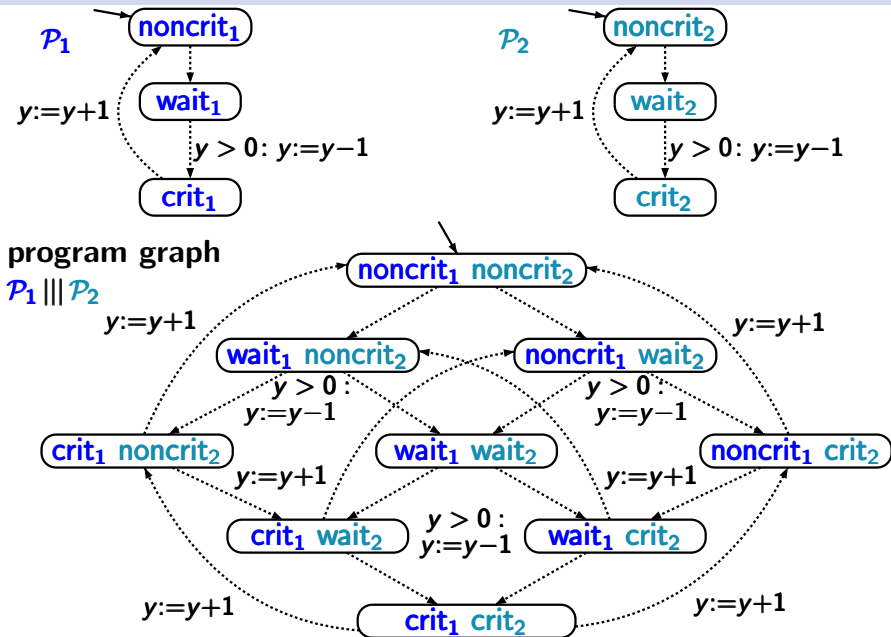 noncrit₁
noncrit₂
𝒫₁
𝒫₂
wait₁
wait₂
y:=y+1
y:=y+1
y > 0: y:=y−1
y > 0: y:=y−1
crit₁
crit₂
program graph
𝒫₁ ||| 𝒫₂
noncrit₁ noncrit₂
y:=y+1
y:=y+1
wait₁ noncrit₂
noncrit₁ wait₂
y > 0 :
y:=y−1
y > 0 :
y:=y−1
crit₁ noncrit₂
wait₁ wait₂
noncrit₁ crit₂
y:=y+1
y:=y+1
crit₁ wait₂
y > 0 :
y:=y−1
wait₁ crit₂
y:=y+1
y:=y+1
crit₁ crit₂